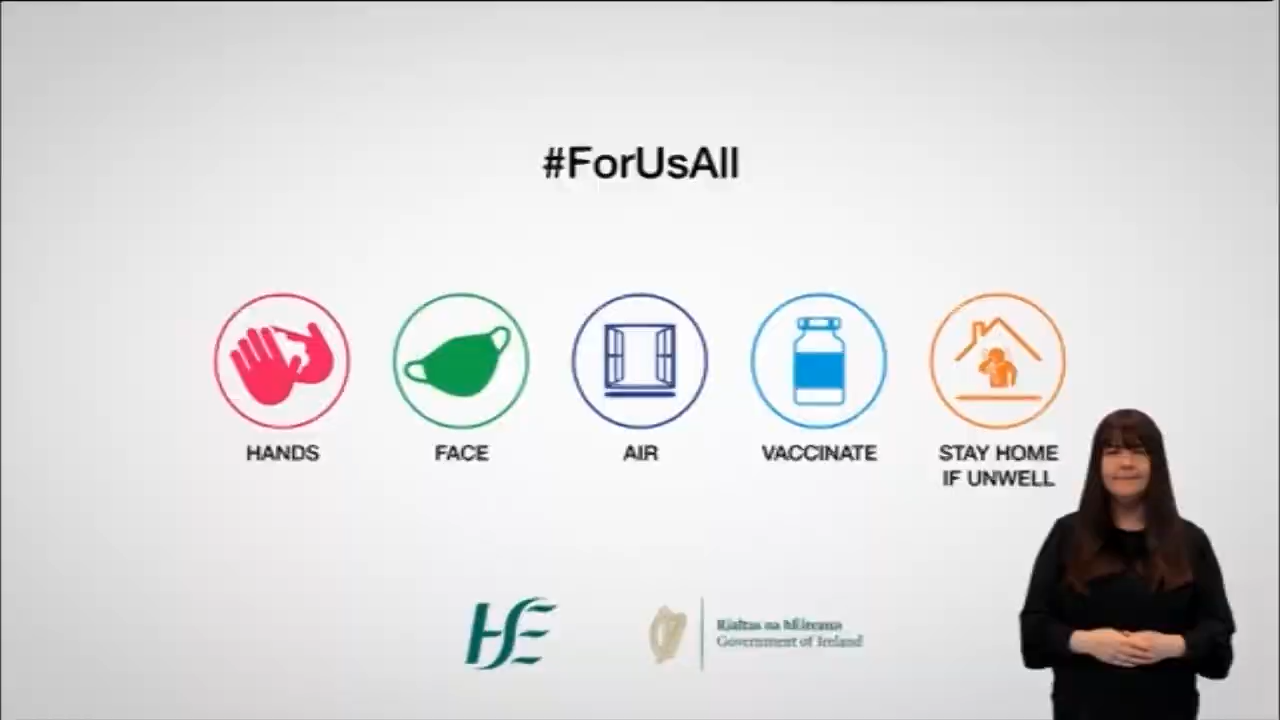 #ForUsAll
HANDS
FACE
AIR
VACCINATE
STAY HOME
IF UNWELL
HSE
Rialtas na hÉireann
Government of Ireland